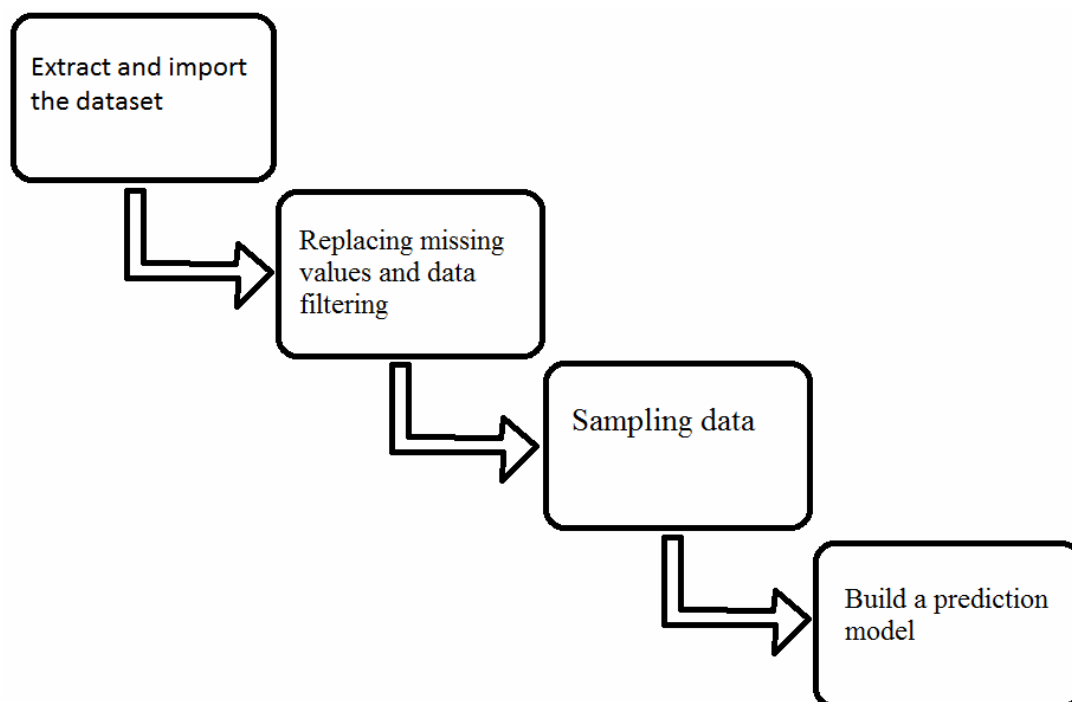 Extract and import
the dataset
Replacing missing
values and data
filtering
Sampling data
Build a prediction
model